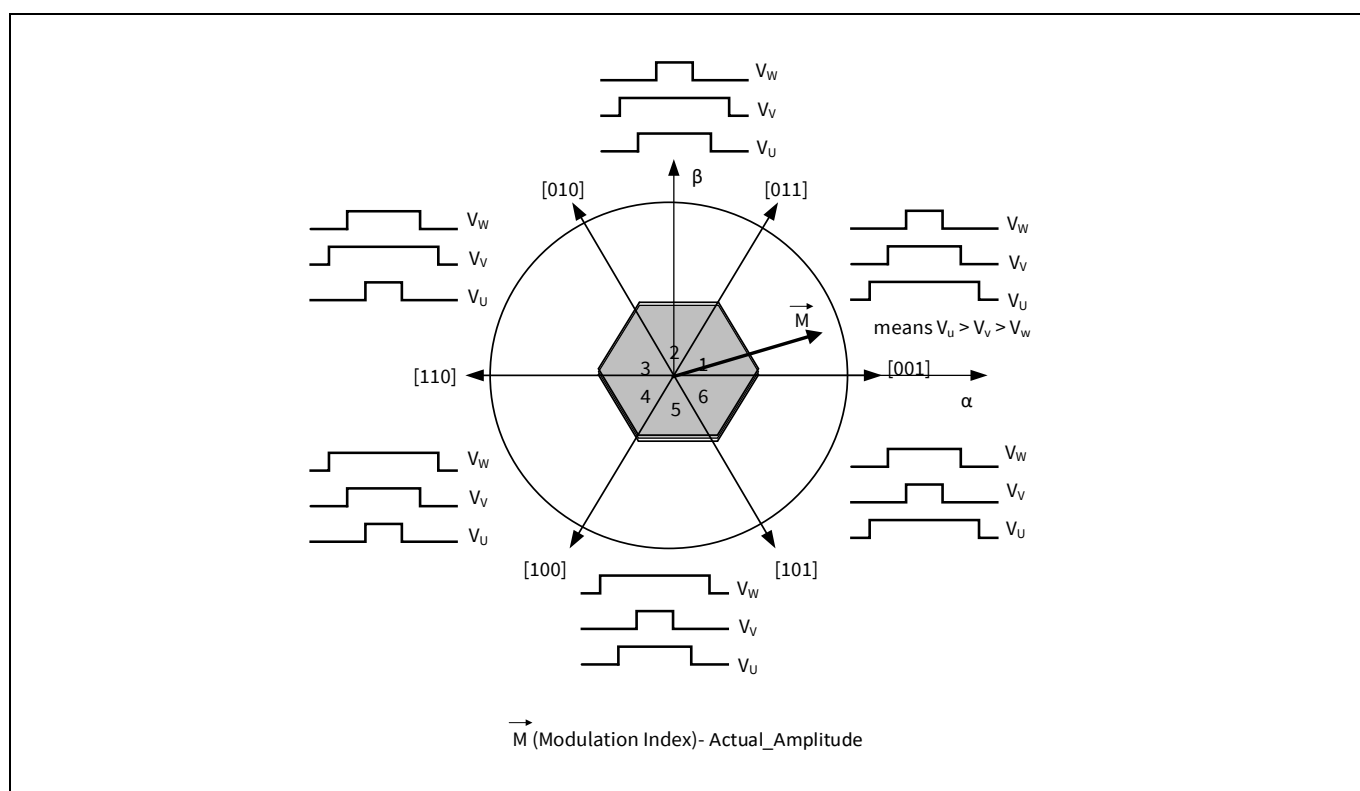 V_W
V_V
V_U
β
[010]
[011]
V_W
V_V
V_U
V_W
V_V
V_U
means V_u > V_v > V_w
M
2
3
1
[110]
[001]
α
4
5
6
V_W
V_V
V_U
V_W
V_V
V_U
[100]
[101]
V_W
V_V
V_U
M (Modulation Index)- Actual_Amplitude